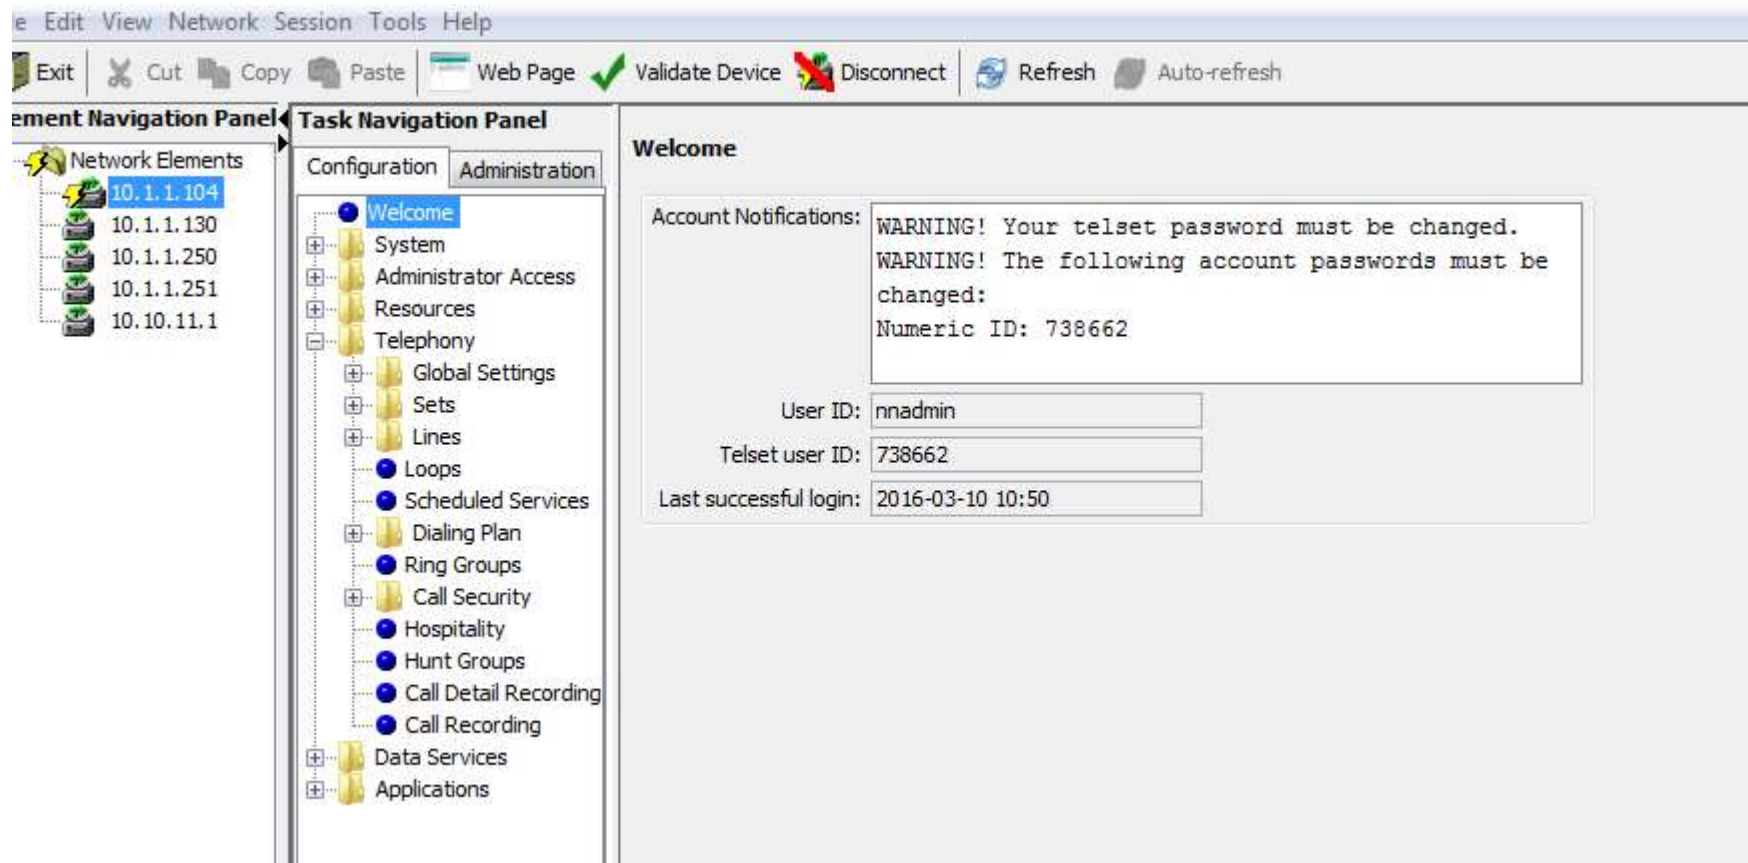 e Edit View Network Session Tools Help
Exit Cut Copy Paste Web Page Validate Device Disconnect Refresh Auto-refresh
ement Navigation Panel
Network Elements
10.1.1.104
10.1.1.130
10.1.1.250
10.1.1.251
10.10.11.1
Task Navigation Panel
Configuration Administration
Welcome
System
Administrator Access
Resources
Telephony
Global Settings
Sets
Lines
Loops
Scheduled Services
Dialing Plan
Ring Groups
Call Security
Hospitality
Hunt Groups
Call Detail Recording
Call Recording
Data Services
Applications
Welcome
Account Notifications:
WARNING! Your telset password must be changed.
WARNING! The following account passwords must be
changed:
Numeric ID: 738662
User ID: nnadmin
Telset user ID: 738662
Last successful login: 2016-03-10 10:50